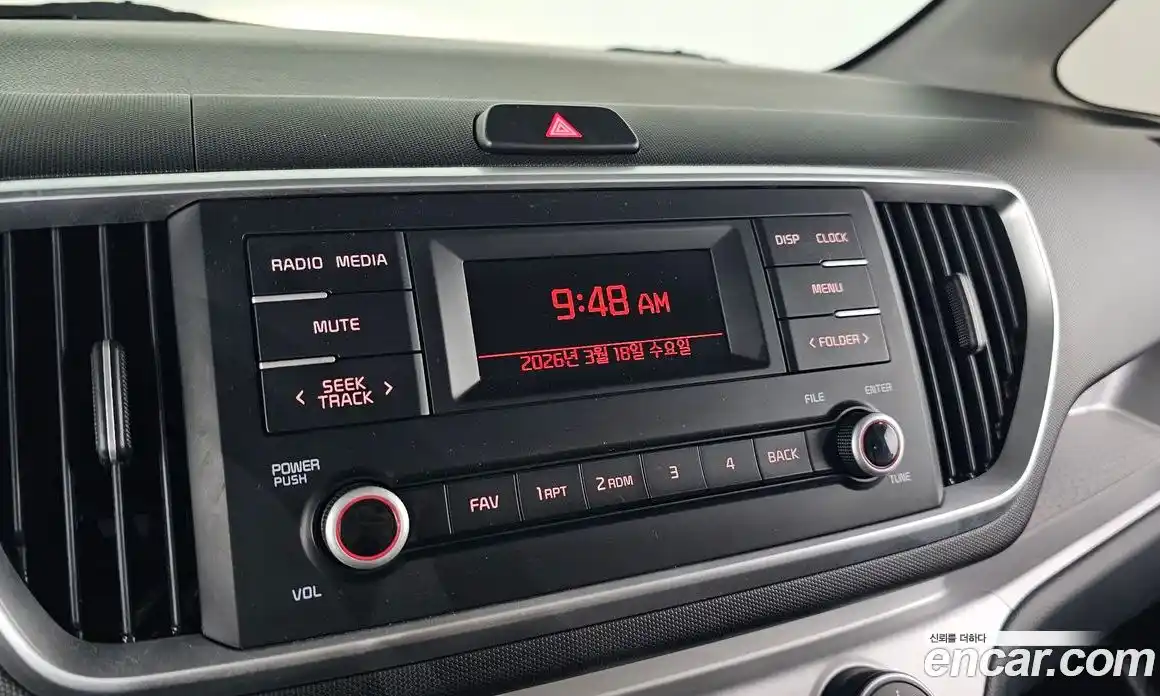 RADIO MEDIA
MUTE
< SEEK TRACK >
POWER PUSH
VOL
9:48 AM
2026년 3월 18일 수요일
DISP CLOCK
MENU
< FOLDER >
FILE
ENTER
TUNE
FAV
1 RPT
2 RDM
3
4
BACK
신뢰를 더하다
encar.com